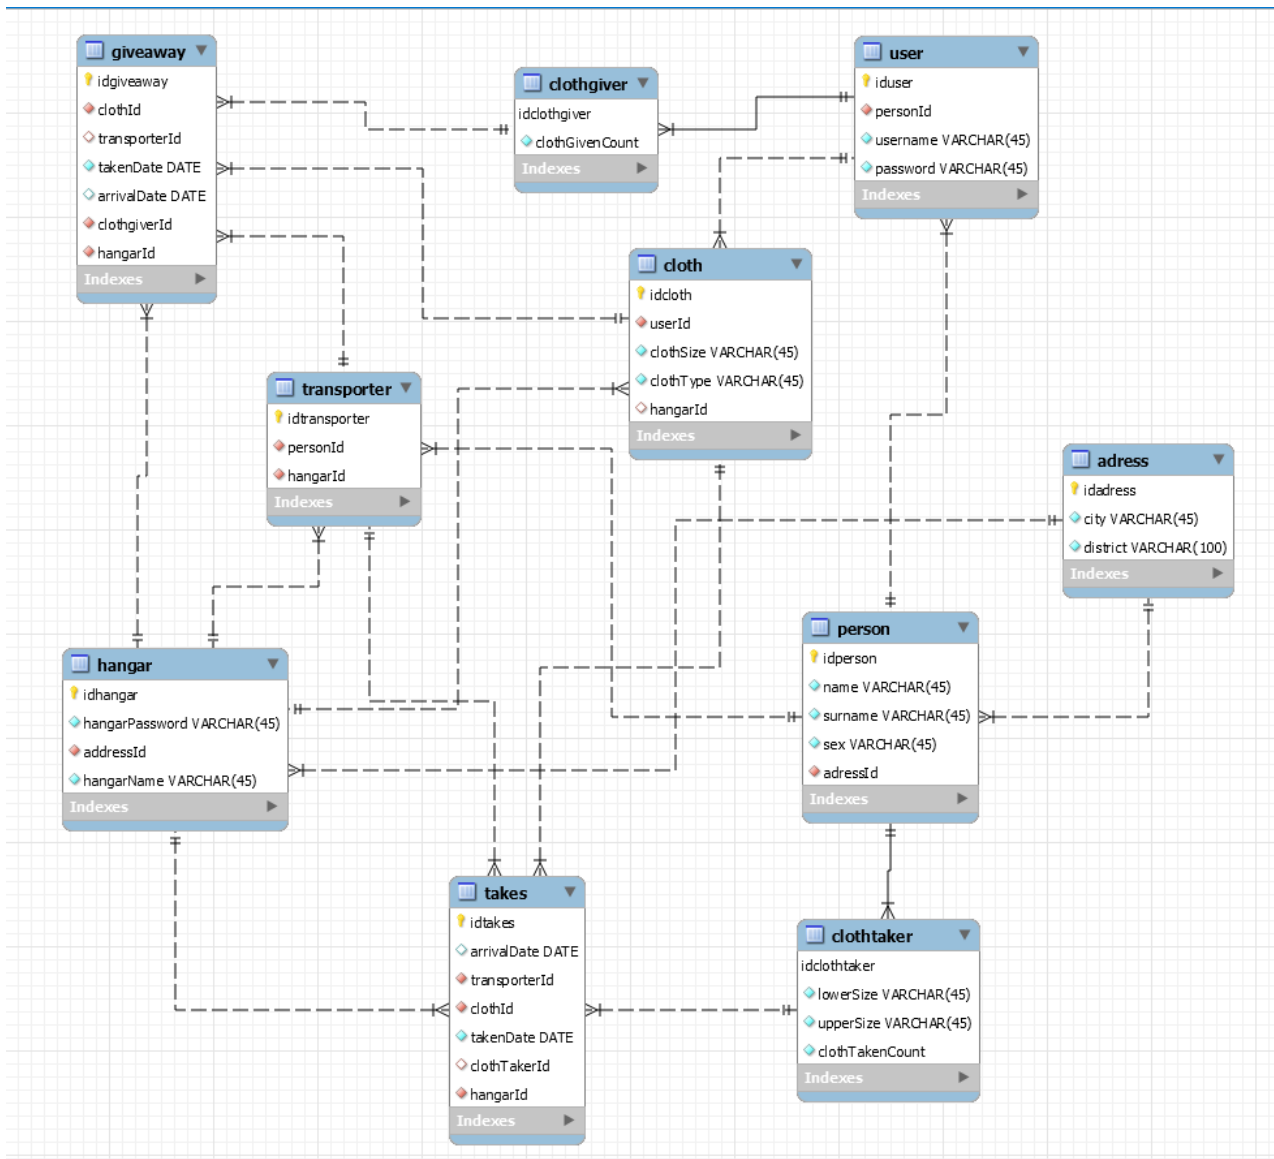 giveaway
idgiveaway
clothId
transporterId
takenDate DATE
arrivalDate DATE
clothgiverId
hangarId
Indexes
clothgiver
idclothgiver
clothGivenCount
Indexes
user
iduser
personId
username VARCHAR(45)
password VARCHAR(45)
Indexes
cloth
idcloth
userId
clothSize VARCHAR(45)
clothType VARCHAR(45)
hangarId
Indexes
transporter
idtransporter
personId
hangarId
Indexes
adress
idadress
city VARCHAR(45)
district VARCHAR(100)
Indexes
hangar
idhangar
hangarPassword VARCHAR(45)
addressId
hangarName VARCHAR(45)
Indexes
person
idperson
name VARCHAR(45)
surname VARCHAR(45)
sex VARCHAR(45)
adressId
Indexes
takes
idtakes
arrivalDate DATE
transporterId
clothId
takenDate DATE
clothTakerId
hangarId
Indexes
clothtaker
idclothtaker
lowerSize VARCHAR(45)
upperSize VARCHAR(45)
clothTakenCount
Indexes